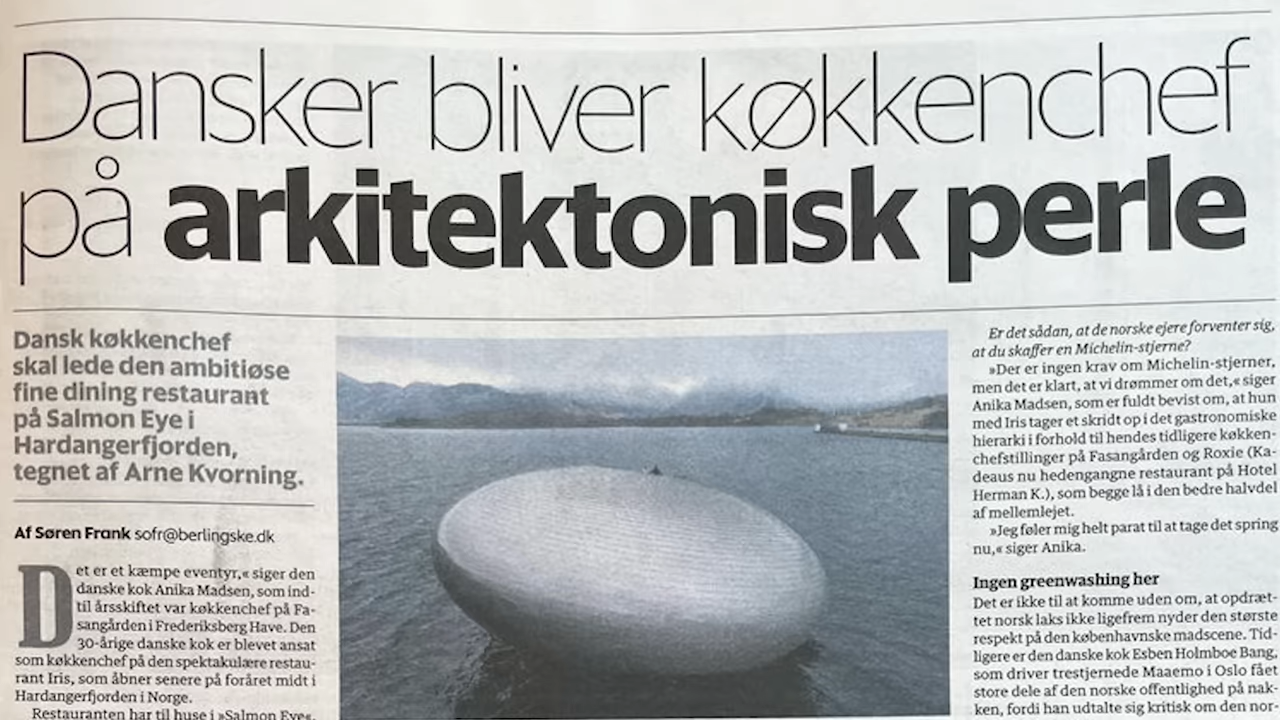 Dansker bliver køkkenchef
på arkitektonisk perle
Dansk køkkenchef
skal lede den ambitiøse
fine dining restaurant
på Salmon Eye i
Hardangerfjorden,
tegnet af Arne Kvorning.
Af Søren Frank sofr@berlingske.dk
Det er et kæmpe eventyr,« siger den
danske kok Anika Madsen, som ind-
til årsskiftet var køkkenchef på Fa-
sangården i Frederiksberg Have. Den
30-årige danske kok er blevet ansat
som køkkenchef på den spektakulære restau-
rant Iris, som åbner senere på foråret midt i
Hardangerfjorden i Norge.
Restauranten har til huse i »Salmon Eye«,
Er det sådan, at de norske ejere forventer sig,
at du skaffer en Michelin-stjerne?
»Der er ingen krav om Michelin-stjerner,
men det er klart, at vi drømmer om det,« siger
Anika Madsen, som er fuldt bevist om, at hun
med Iris tager et skridt op i det gastronomiske
hierarki i forhold til hendes tidligere køkken-
chefstillinger på Fasangården og Roxie (Ka-
deaus nu hedengangne restaurant på Hotel
Herman K.), som begge lå i den bedre halvdel
af mellemlejet.
»Jeg føler mig helt parat til at tage det spring
nu,« siger Anika.
Ingen greenwashing her
Det er ikke til at komme uden om, at opdræt-
tet norsk laks ikke ligefrem nyder den største
respekt på den københavnske madscene. Tid-
ligere er den danske kok Esben Holmboe Bang,
som driver trestjernede Maaemo i Oslo fået
store dele af den norske offentlighed på nak-
ken, fordi han udtalte sig kritisk om den nor-